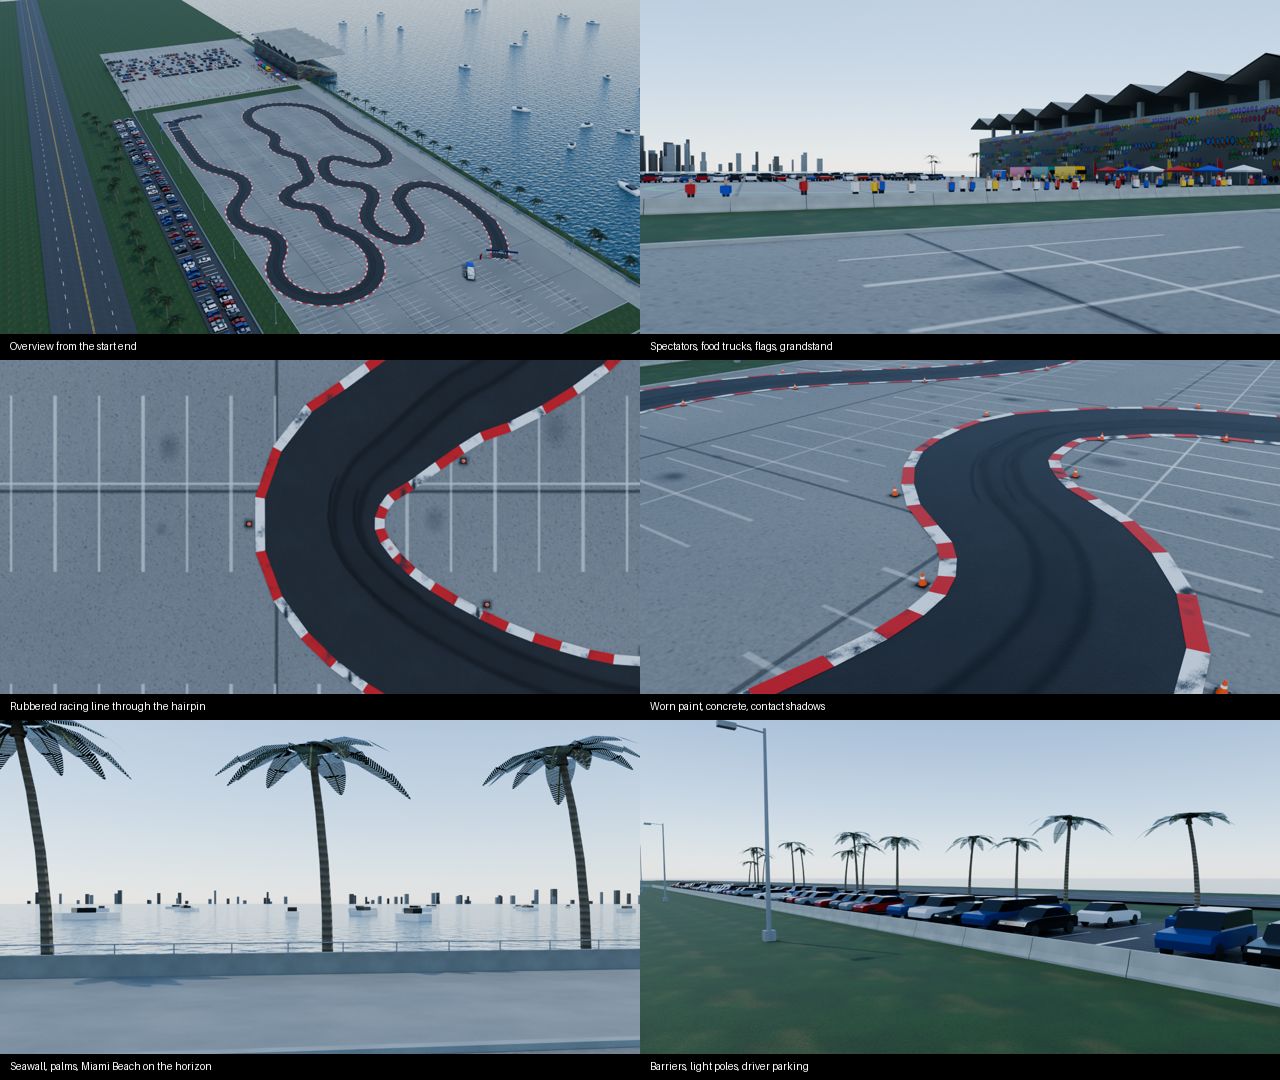 Overview from the start end
Spectators, food trucks, flags, grandstand
Rubbered racing line through the hairpin
Worn paint, concrete, contact shadows
Seawall, palms, Miami Beach on the horizon
Barriers, light poles, driver parking